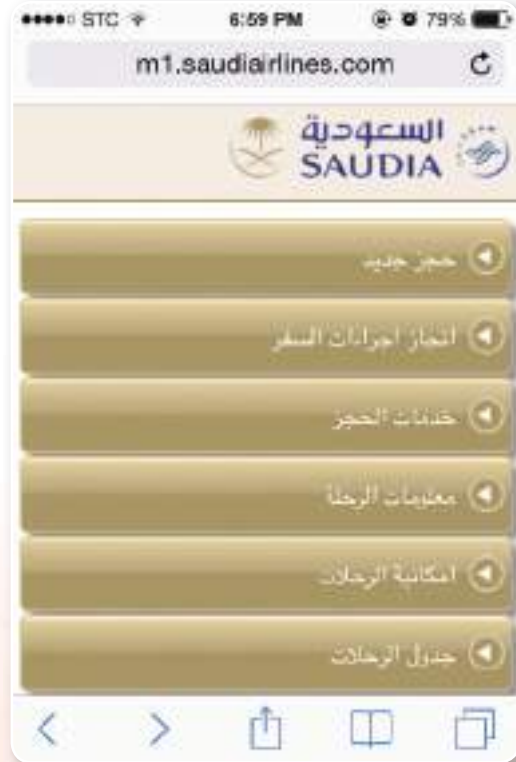 STC 6:59 PM 79%
m1.saudiairlines.com
السعودية
SAUDIA
حجز جديد
انجاز اجراءات السفر
خدمات الحجز
معلومات الرحلة
امكانية الرحلات
جدول الرحلات